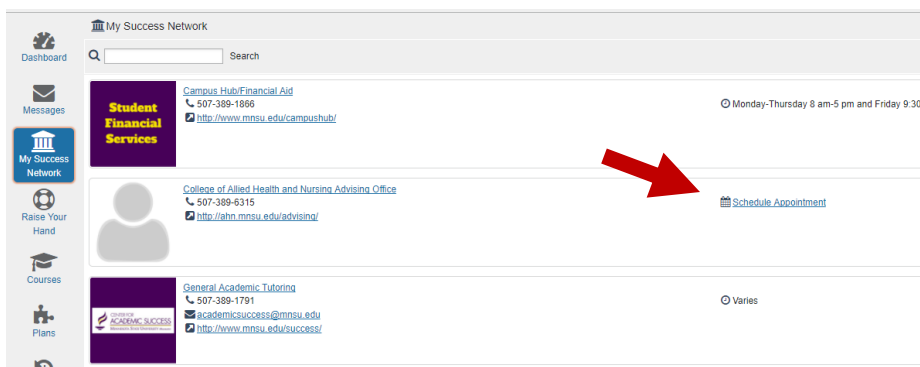 My Success Network
Dashboard
Search
Messages
My Success
Network
Raise Your
Hand
Courses
Plans
Student
Financial
Services
Campus Hub/Financial Aid
507-389-1866
http://www.mnsu.edu/campushub/
Monday-Thursday 8 am-5 pm and Friday 9:30
College of Allied Health and Nursing Advising Office
507-389-6315
http://ahn.mnsu.edu/advising/
Schedule Appointment
CENTER FOR
ACADEMIC SUCCESS
General Academic Tutoring
507-389-1791
academicsuccess@mnsu.edu
http://www.mnsu.edu/success/
Varies